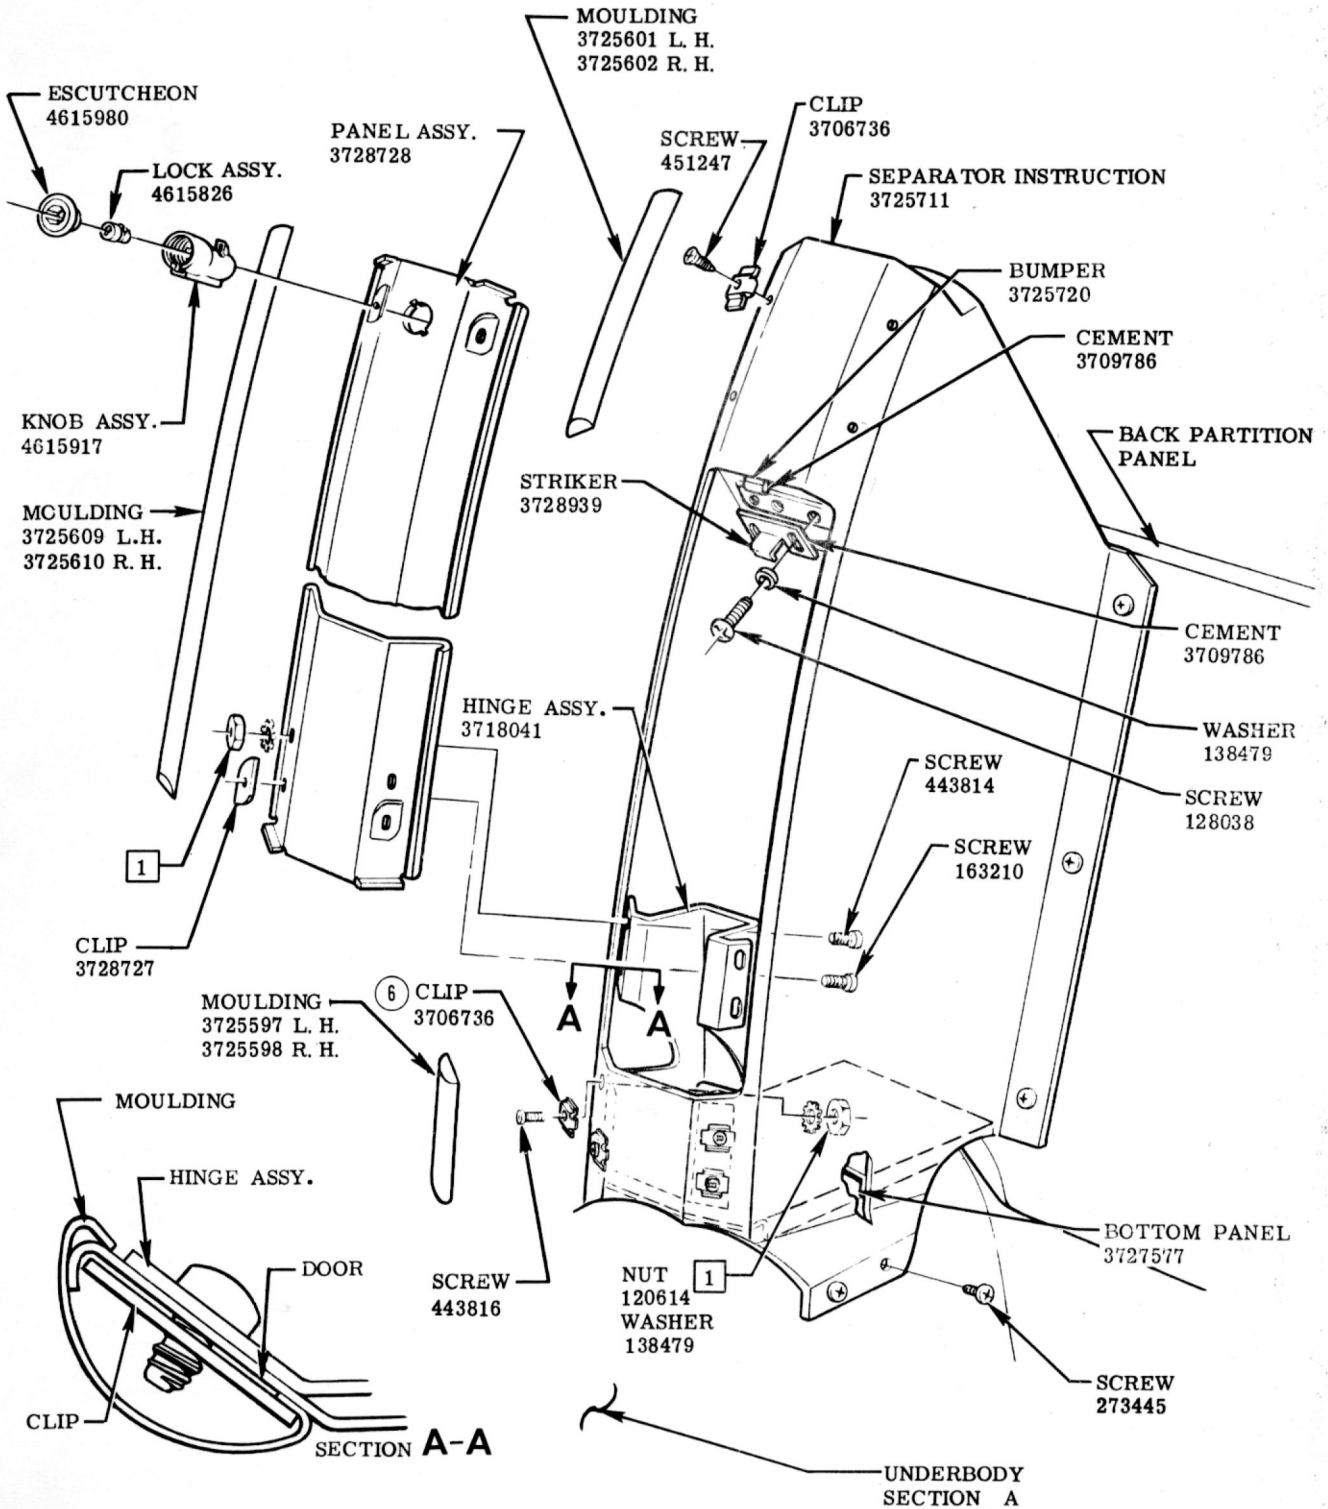 MOULDING
3725601 L. H.
3725602 R. H.
ESCUTCHEON
4615980
CLIP
3706736
PANEL ASSY.
3728728
SCREW
451247
LOCK ASSY.
4615826
SEPARATOR INSTRUCTION
3725711
BUMPER
3725720
CEMENT
3709786
KNOB ASSY.
4615917
BACK PARTITION
PANEL
STRIKER
3728939
MOULDING
3725609 L.H.
3725610 R. H.
CEMENT
3709786
HINGE ASSY.
3718041
WASHER
138479
SCREW
443814
SCREW
128038
SCREW
163210
1
CLIP
3728727
6 CLIP
3706736
MOULDING
3725597 L. H.
3725598 R. H.
A A
MOULDING
HINGE ASSY.
BOTTOM PANEL
3727577
DOOR
SCREW
443816
NUT 1
120614
WASHER
138479
SCREW
273445
CLIP
SECTION A-A
UNDERBODY
SECTION A